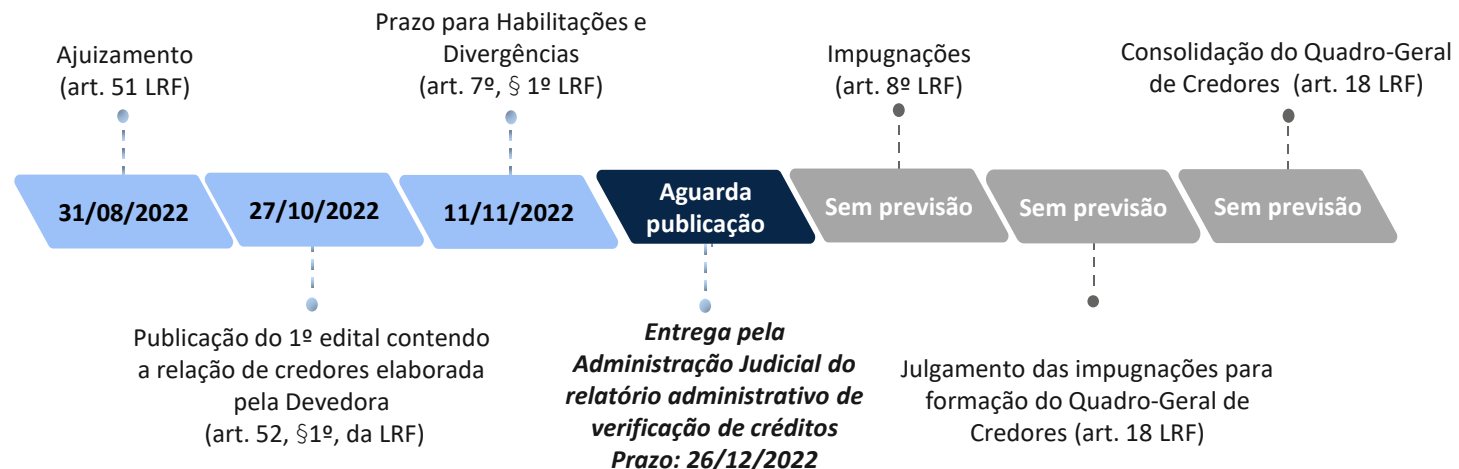 Ajuizamento
(art. 51 LRF)
Prazo para Habilitações e
Divergências
(art. 7º, § 1º LRF)
Impugnações
(art. 8º LRF)
Consolidação do Quadro-Geral
de Credores (art. 18 LRF)
31/08/2022
27/10/2022
11/11/2022
Aguarda
publicação
Sem previsão
Sem previsão
Sem previsão
Publicação do 1º edital contendo
a relação de credores elaborada
pela Devedora
(art. 52, §1º, da LRF)
Entrega pela
Administração Judicial do
relatório administrativo de
verificação de créditos
Prazo: 26/12/2022
Julgamento das impugnações para
formação do Quadro-Geral de
Credores (art. 18 LRF)